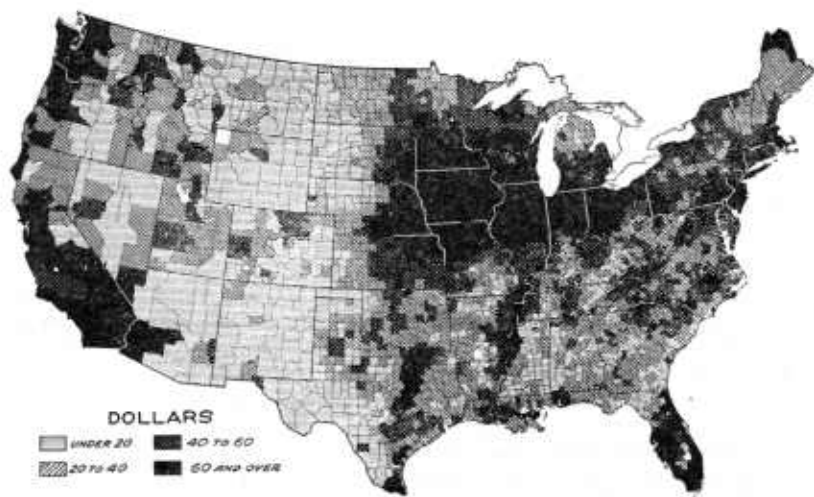 DOLLARS
UNDER 20
40 TO 60
20 TO 40
60 AND OVER